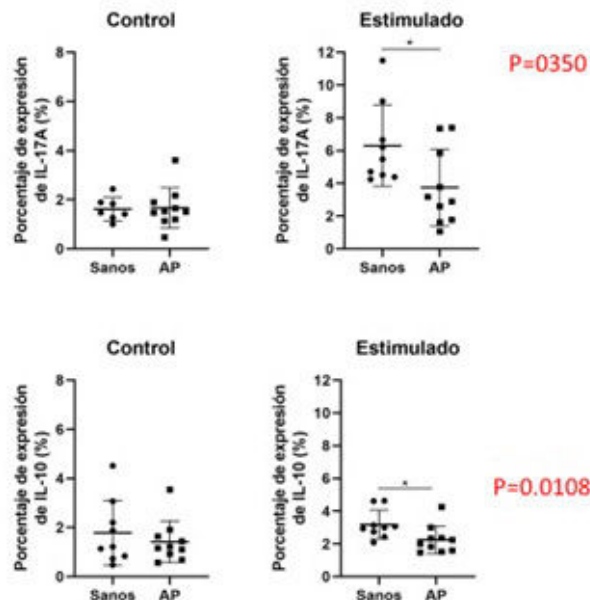 Control
Estimulado
Porcentaje de expresión
de IL-17A (%)
8
6
4
2
0
Sanos AP
Porcentaje de expresión
de IL-17A (%)
12
10
8
6
4
2
0
*
Sanos AP
P=0350
Control
Estimulado
Porcentaje de expresión
de IL-10 (%)
8
6
4
2
0
Sanos AP
Porcentaje de expresión
de IL-10 (%)
12
10
8
6
4
2
0
*
Sanos AP
P=0.0108